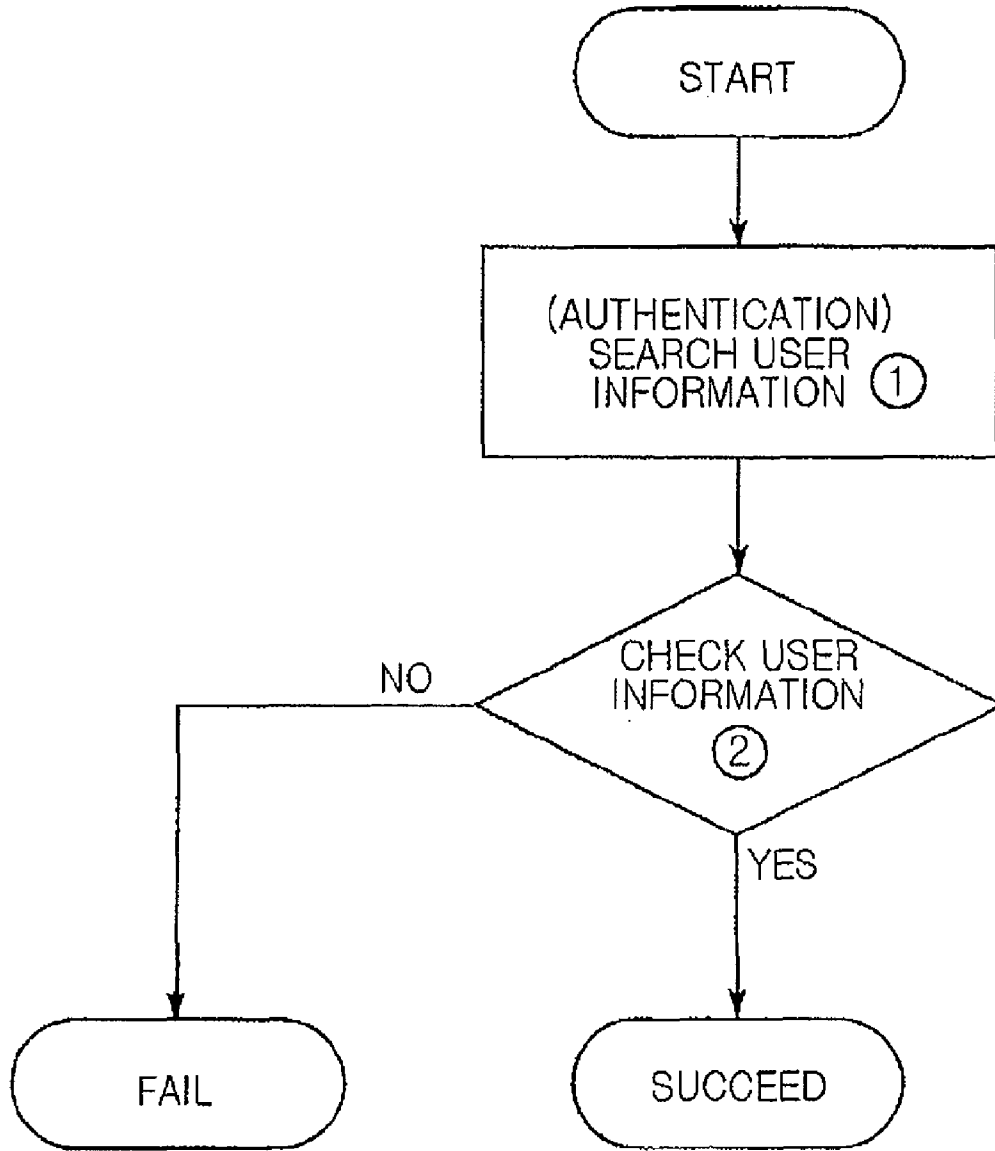 START
(AUTHENTICATION)
SEARCH USER
INFORMATION ①
CHECK USER
INFORMATION
②
NO
YES
FAIL
SUCCEED